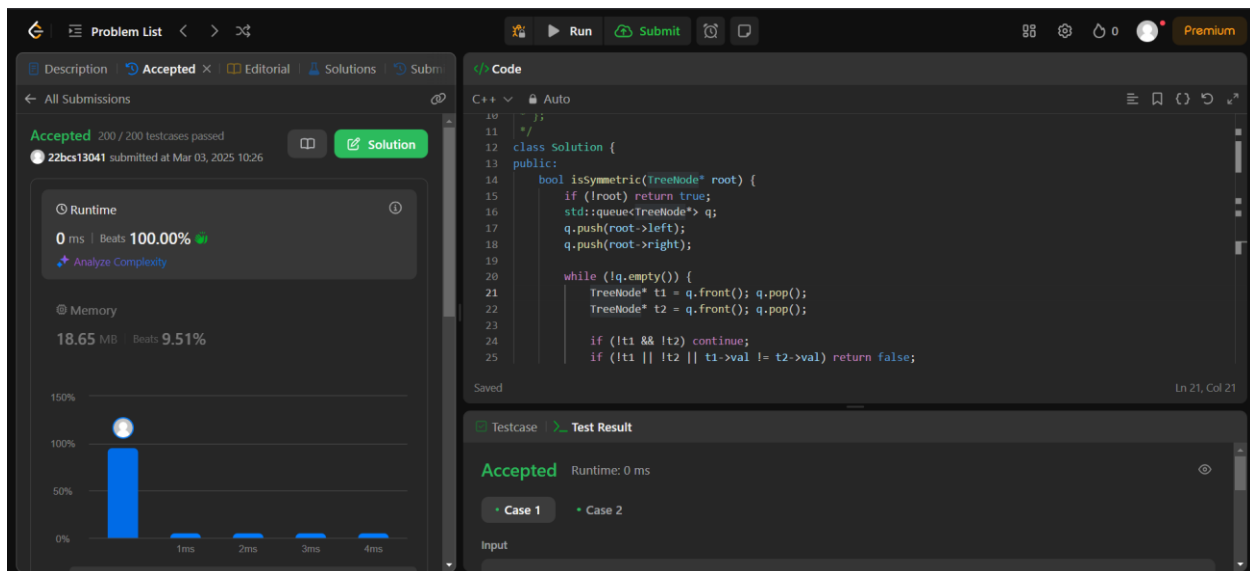 Problem List
Run
Submit
0
Premium
Description
Accepted
Editorial
Solutions
Subm
All Submissions
Accepted 200 / 200 testcases passed
22bcs13041 submitted at Mar 03, 2025 10:26
Solution
Runtime
0 ms | Beats 100.00%
Analyze Complexity
Memory
18.65 MB | Beats 9.51%
150%
100%
50%
0%
1ms 2ms 3ms 4ms
</> Code
C++ Auto
10 * };
11 */
12 class Solution {
13 public:
14 bool isSymmetric(TreeNode* root) {
15 if (!root) return true;
16 std::queue<TreeNode*> q;
17 q.push(root->left);
18 q.push(root->right);
19
20 while (!q.empty()) {
21 TreeNode* t1 = q.front(); q.pop();
22 TreeNode* t2 = q.front(); q.pop();
23
24 if (!t1 && !t2) continue;
25 if (!t1 || !t2 || t1->val != t2->val) return false;
Saved
Ln 21, Col 21
Testcase
Test Result
Accepted Runtime: 0 ms
Case 1
Case 2
Input